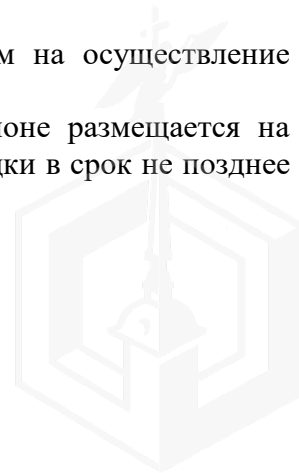 м на осуществление
оне размещается на
дки в срок не позднее